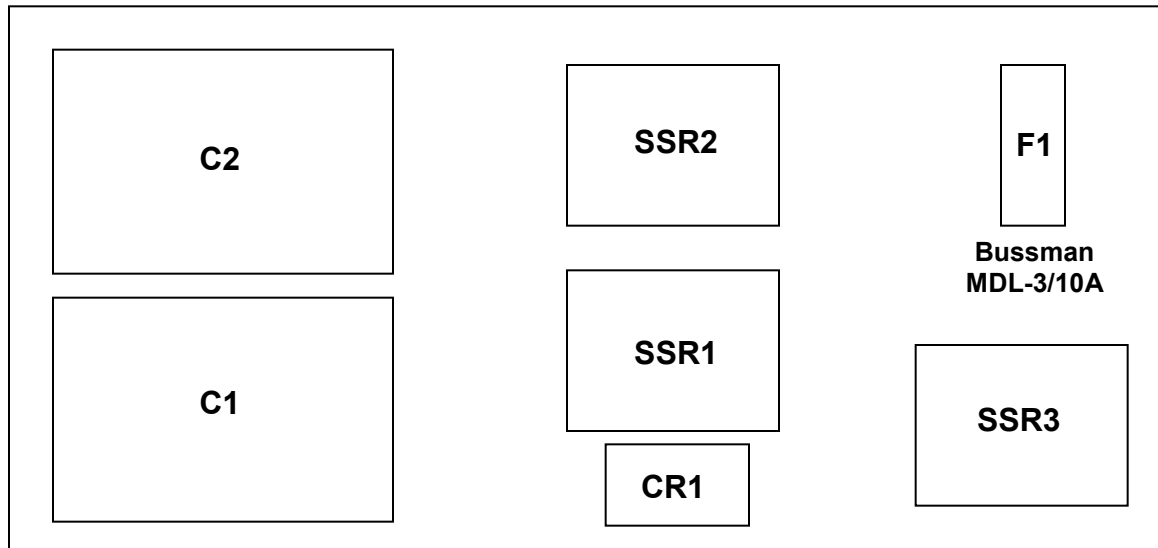 C2
SSR2
F1
Bussman
MDL-3/10A
C1
SSR1
SSR3
CR1